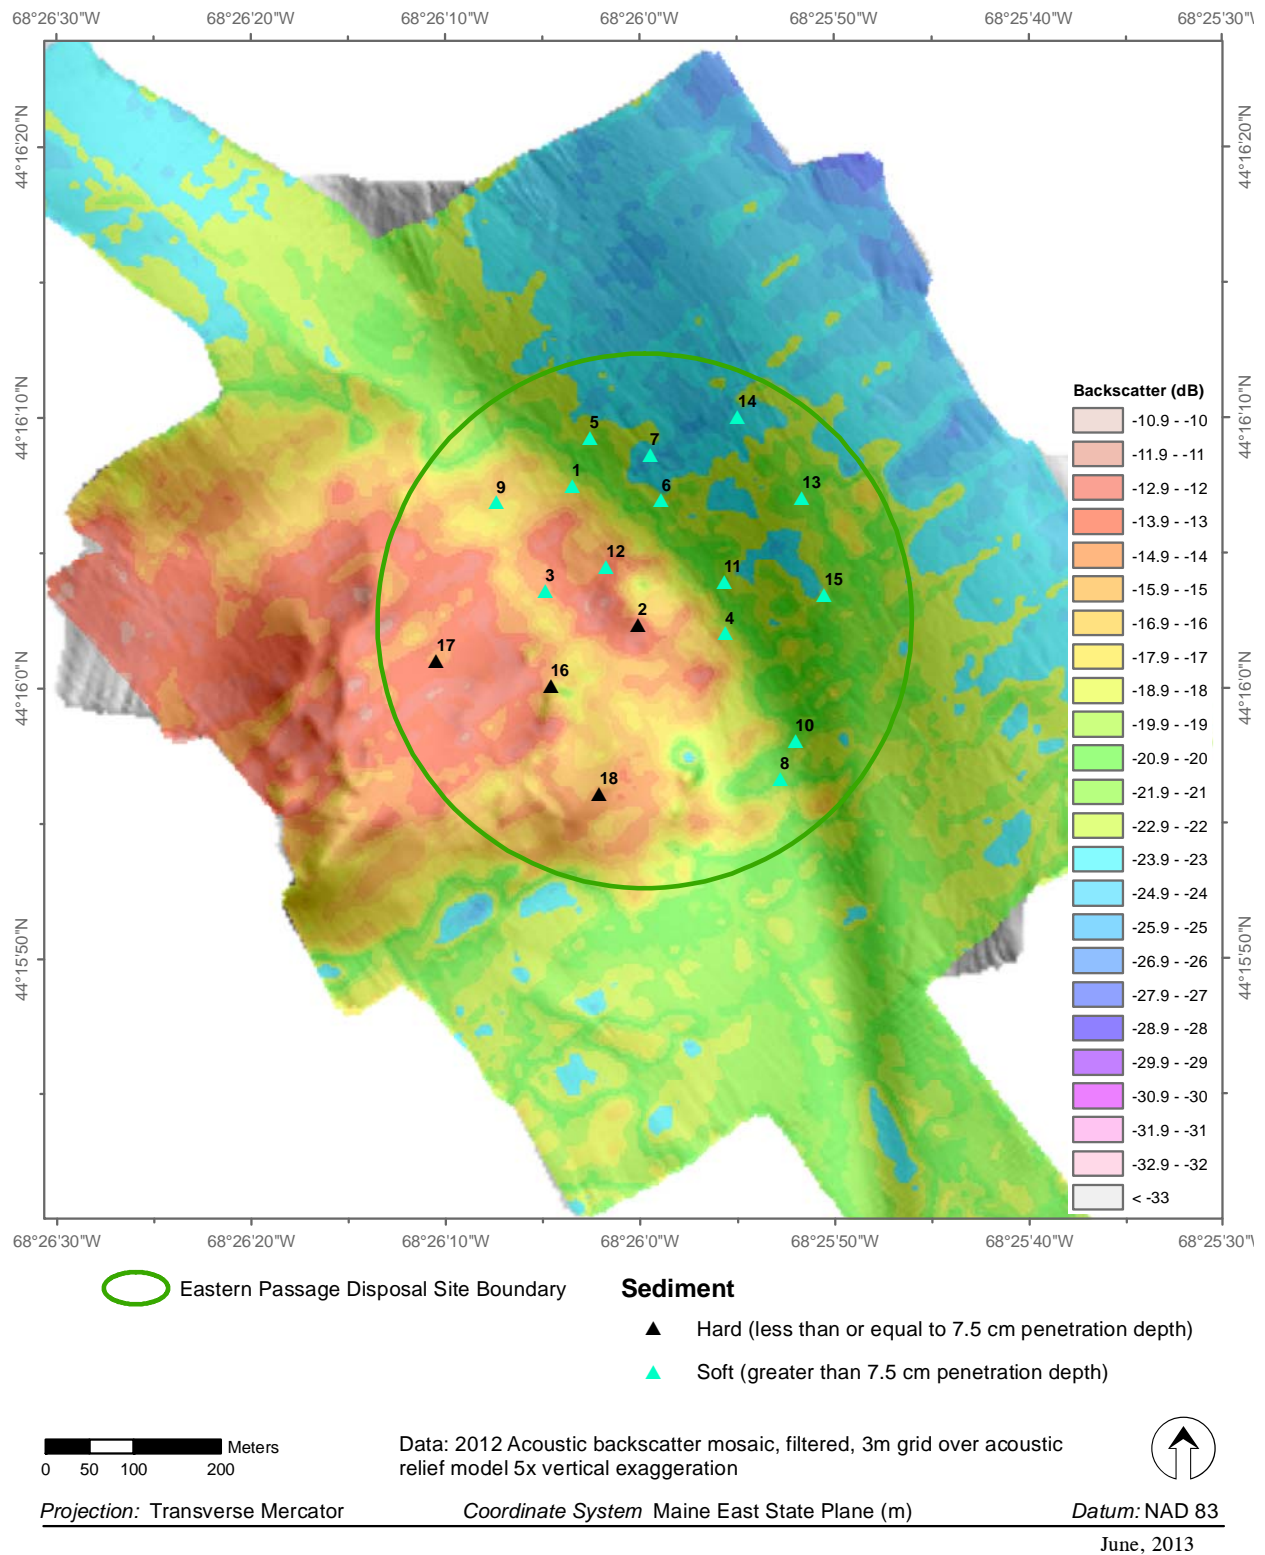 68°26'30"W 68°26'20"W 68°26'10"W 68°26'0"W 68°25'50"W 68°25'40"W 68°25'30"
44°16'20"N
44°16'20"N
44°16'10"N
44°16'10"N
44°16'0"N
44°16'0"N
44°15'50"N
44°15'50"N
14
5
7
1
9
6
13
12
3
11
15
2
4
17
16
10
8
18
Backscatter (dB)
-10.9 - -10
-11.9 - -11
-12.9 - -12
-13.9 - -13
-14.9 - -14
-15.9 - -15
-16.9 - -16
-17.9 - -17
-18.9 - -18
-19.9 - -19
-20.9 - -20
-21.9 - -21
-22.9 - -22
-23.9 - -23
-24.9 - -24
-25.9 - -25
-26.9 - -26
-27.9 - -27
-28.9 - -28
-29.9 - -29
-30.9 - -30
-31.9 - -31
-32.9 - -32
< -33
68°26'30"W 68°26'20"W 68°26'10"W 68°26'0"W 68°25'50"W 68°25'40"W 68°25'30"
Eastern Passage Disposal Site Boundary
Sediment
Hard (less than or equal to 7.5 cm penetration depth)
Soft (greater than 7.5 cm penetration depth)
Meters
0 50 100 200
Data: 2012 Acoustic backscatter mosaic, filtered, 3m grid over acoustic
relief model 5x vertical exaggeration
Projection: Transverse Mercator Coordinate System Maine East State Plane (m) Datum: NAD 83
June, 2013